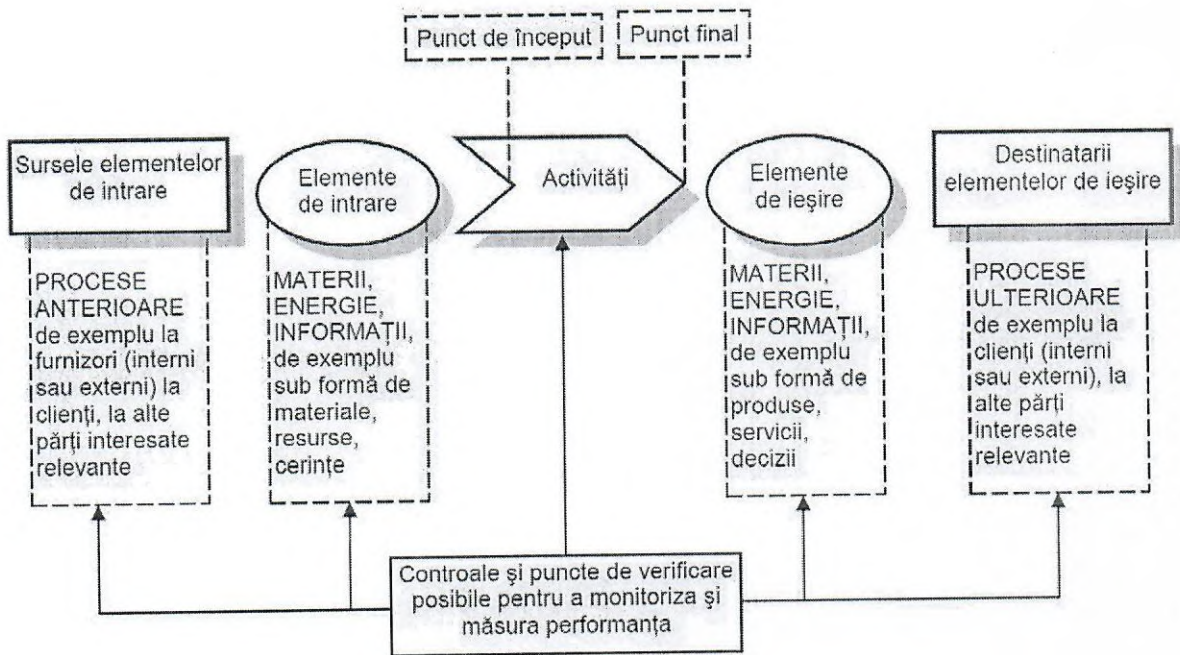 Punct de început
Punct final
Sursele elementelor
de intrare
Elemente
de intrare
Activități
Elemente
de ieșire
Destinatarii
elementelor de ieșire
PROCESE
ANTERIOARE
de exemplu la
furnizori (interni
sau externi) la
clienți, la alte
părți interesate
relevante
MATERII,
ENERGIE,
INFORMAȚII,
de exemplu
sub formă de
materiale,
resurse,
cerințe
MATERII,
ENERGIE,
INFORMAȚII,
de exemplu
sub formă de
produse,
servicii,
decizii
PROCESE
ULTERIOARE
de exemplu la
clienți (interni
sau externi), la
alte părți
interesate
relevante
Controale și puncte de verificare
posibile pentru a monitoriza și
măsura performanța